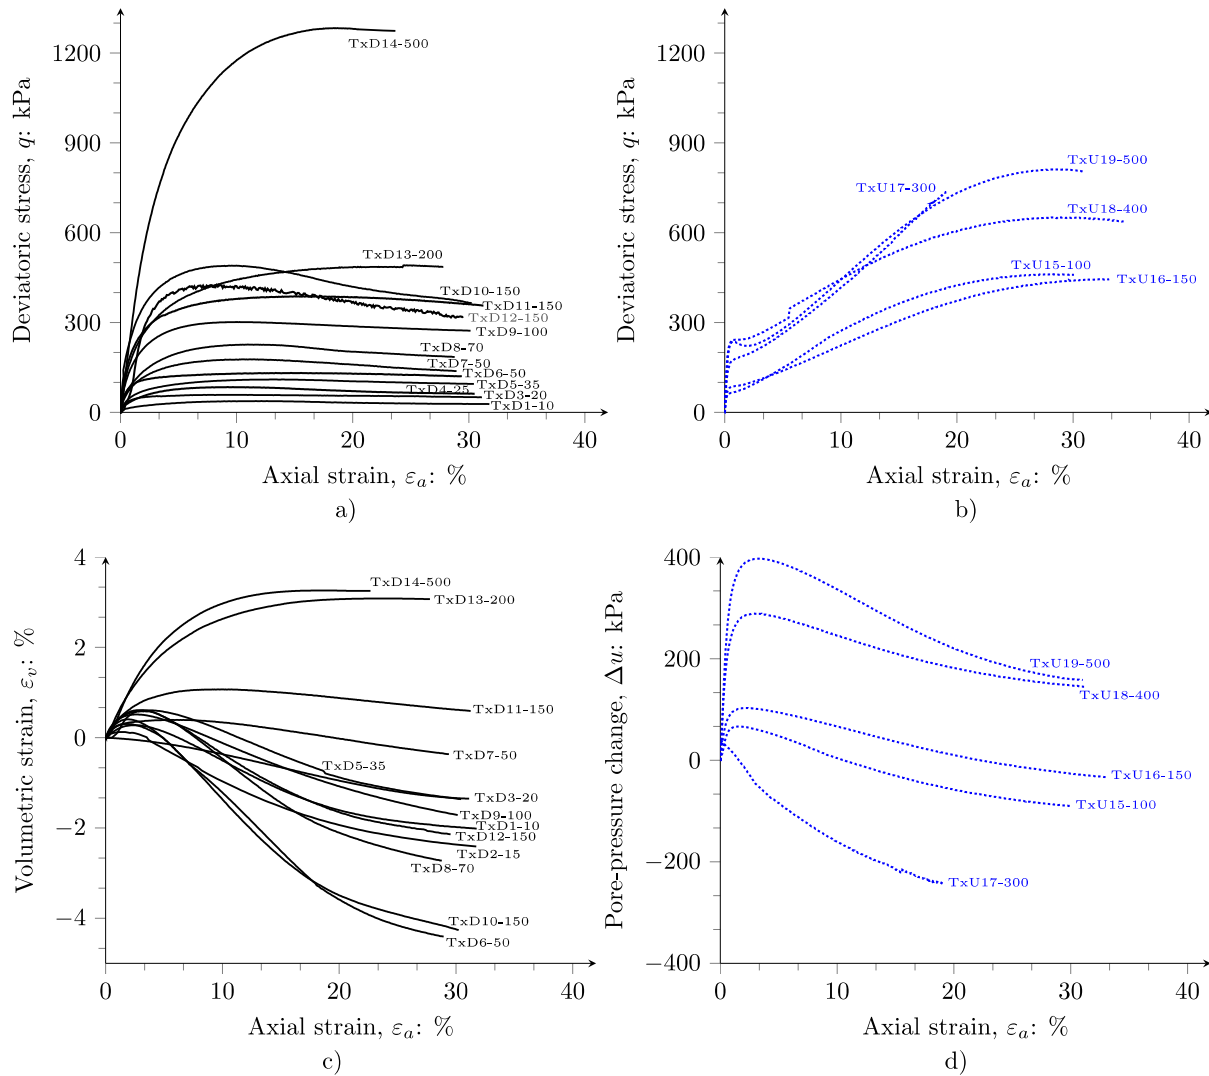 Deviatoric stress, q: kPa
1200
900
600
300
0
0
10
20
30
40
TxD14-500
TxD13-200
TxD10-150
TxD11-150
TxD12-150
TxD9-100
TxD8-70
TxD7-50
TxD6-50
TxD5-35
TxD4-25
TxD3-20
TxD1-10
Axial strain, εa: %
a)
Deviatoric stress, q: kPa
1200
900
600
300
0
0
10
20
30
40
TxU19-500
TxU17-300
TxU18-400
TxU15-100
TxU16-150
Axial strain, εa: %
b)
Volumetric strain, εv: %
4
2
0
−2
−4
0
10
20
30
40
TxD14-500
TxD13-200
TxD11-150
TxD7-50
TxD5-35
TxD3-20
TxD9-100
TxD1-10
TxD12-150
TxD2-15
TxD8-70
TxD10-150
TxD6-50
Axial strain, εa: %
c)
Pore-pressure change, Δu: kPa
400
200
0
−200
−400
0
10
20
30
40
TxU19-500
TxU18-400
TxU16-150
TxU15-100
TxU17-300
Axial strain, εa: %
d)